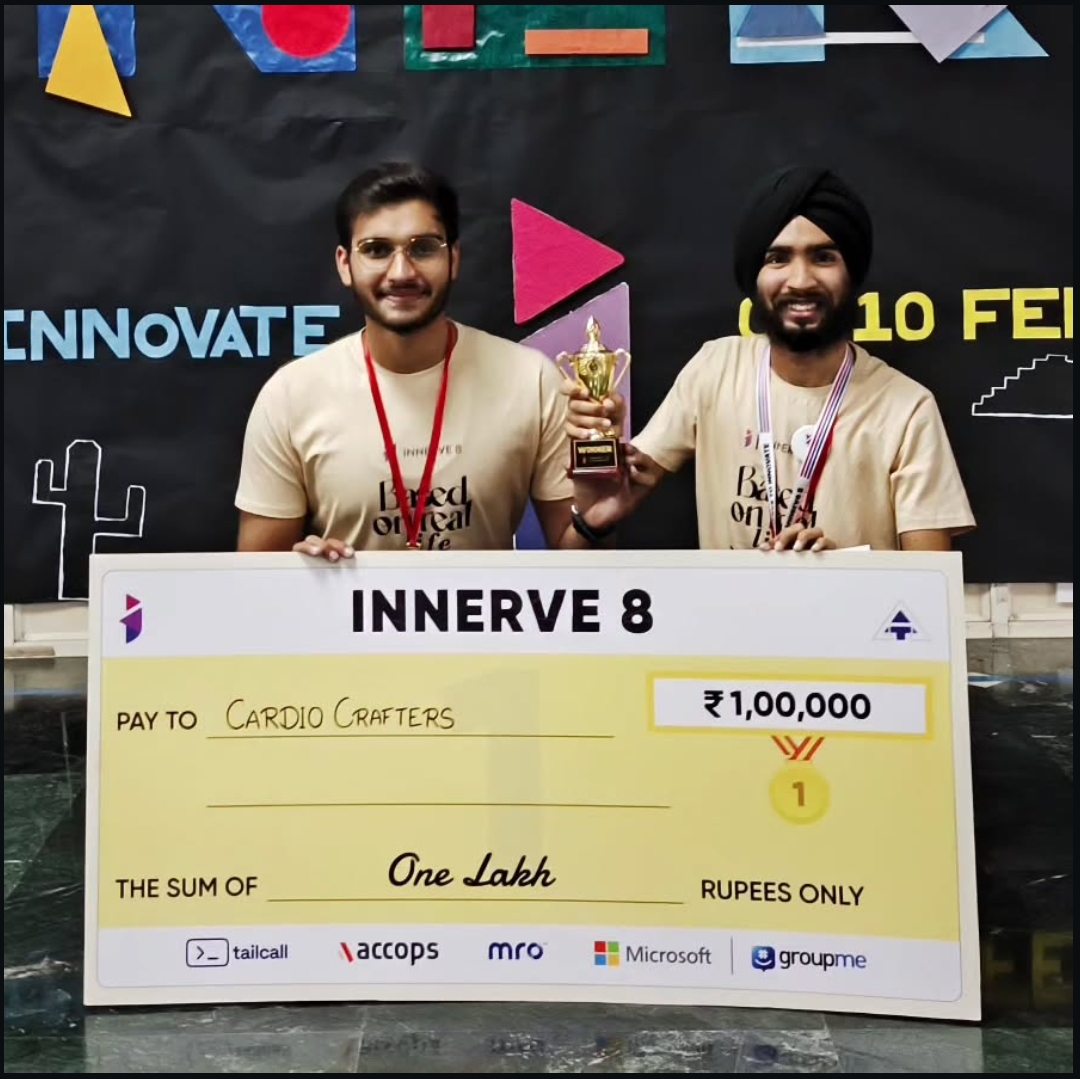 INNOVATE
10 FE
INNERVE 8
Based
on real
life
WINNER
INNERVE 8
PAY TO CARDIO CRAFTERS
₹1,00,000
1
THE SUM OF One Lakh RUPEES ONLY
tailcall accops mro Microsoft groupme